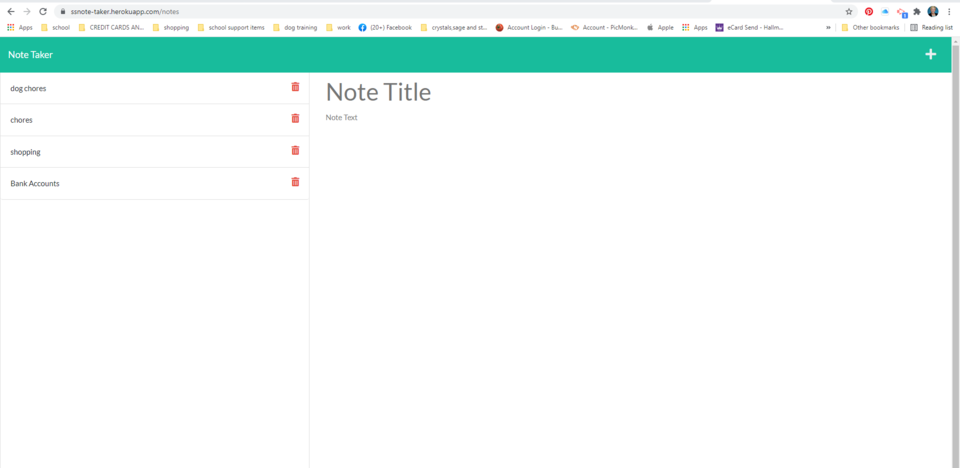 ssnote-taker.herokuapp.com/notes
Apps school CREDIT CARDS AN... shopping school support items dog training work (20+) Facebook crystals,sage and st... Account Login - Bu... Account - PicMonk... Apple Apps eCard Send - Hallm... » Other bookmarks Reading list
Note Taker
dog chores
chores
shopping
Bank Accounts
Note Title
Note Text